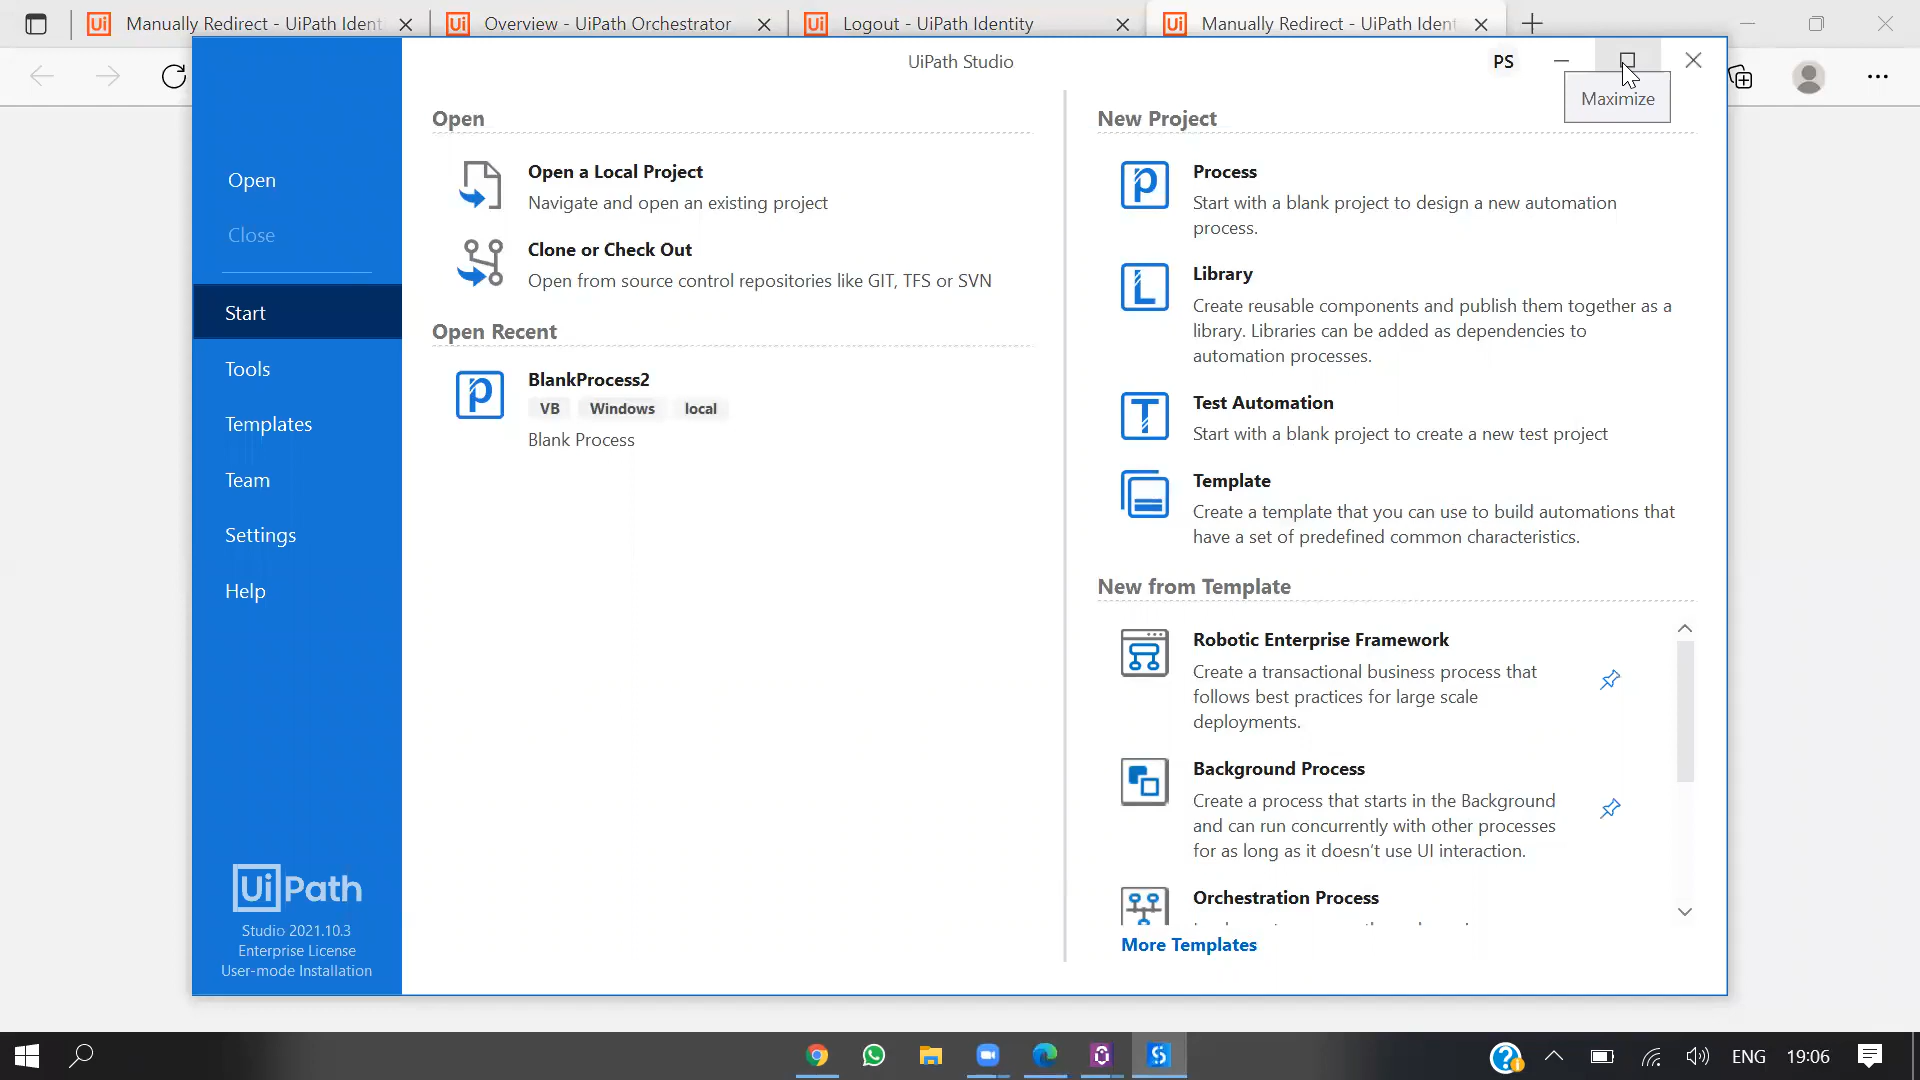 Manually Redirect - UiPath Ident
Overview - UiPath Orchestrator
Logout - UiPath Identity
Manually Redirect - UiPath Ident
UiPath Studio
PS
Maximize
Open
Close
Start
Tools
Templates
Team
Settings
Help
UiPath
Studio 2021.10.3
Enterprise License
User-mode Installation
Open
Open a Local Project
Navigate and open an existing project
Clone or Check Out
Open from source control repositories like GIT, TFS or SVN
Open Recent
BlankProcess2
VB Windows local
Blank Process
New Project
Process
Start with a blank project to design a new automation
process.
Library
Create reusable components and publish them together as a
library. Libraries can be added as dependencies to
automation processes.
Test Automation
Start with a blank project to create a new test project
Template
Create a template that you can use to build automations that
have a set of predefined common characteristics.
New from Template
Robotic Enterprise Framework
Create a transactional business process that
follows best practices for large scale
deployments.
Background Process
Create a process that starts in the Background
and can run concurrently with other processes
for as long as it doesn't use UI interaction.
Orchestration Process
More Templates
ENG 19:06